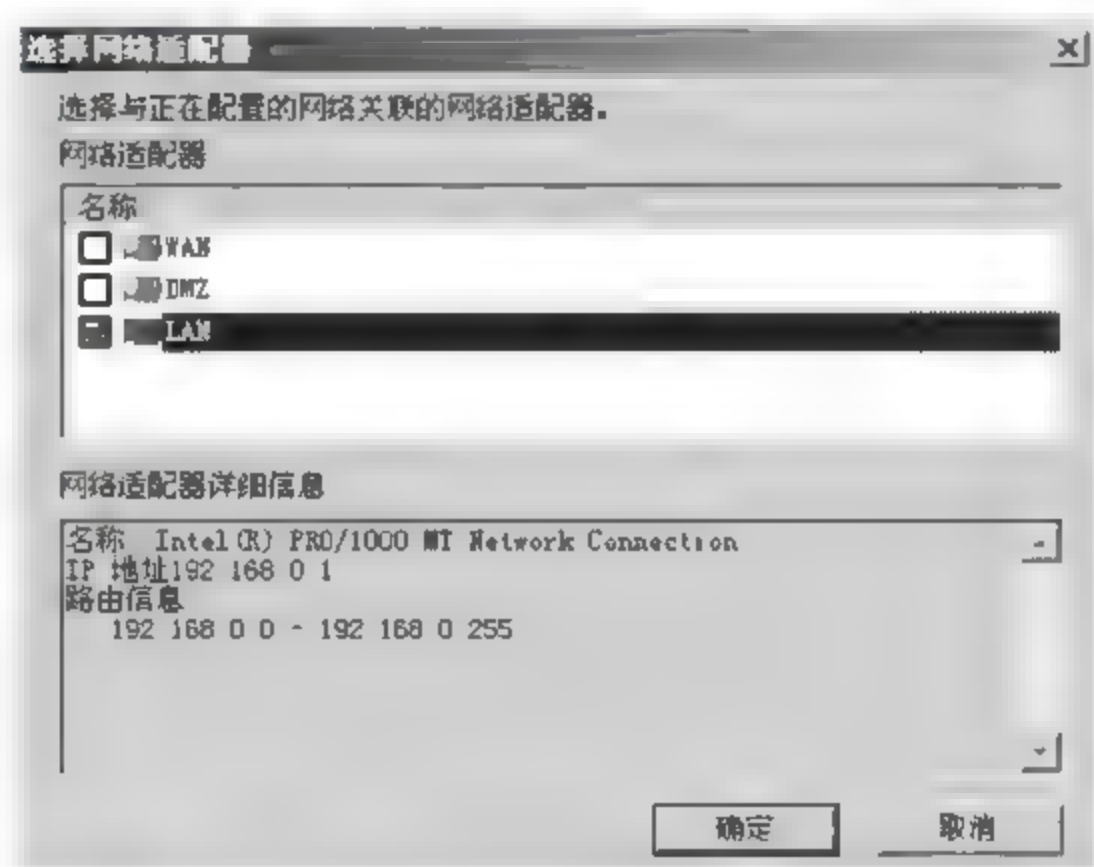 选择网络适配器
选择与正在配置的网络关联的网络适配器。
网络适配器
名称
WAN
DMZ
LAN
网络适配器详细信息
名称 Intel(R) PRO/1000 MT Network Connection
IP 地址192 168 0 1
路由信息
192 168 0 0 - 192 168 0 255
确定 取消